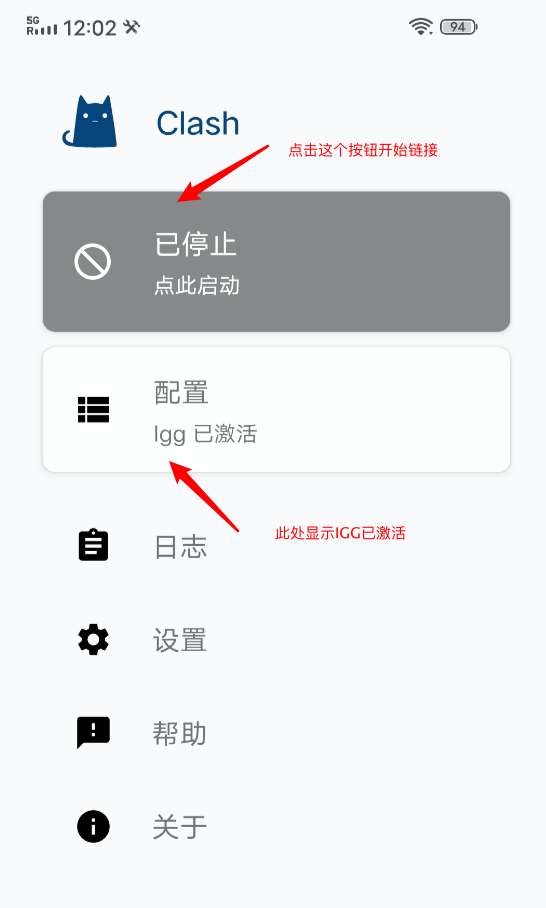 5G
R
12:02
94
Clash
点击这个按钮开始链接
已停止
点此启动
配置
Igg 已激活
此处显示IGG已激活
日志
设置
帮助
关于